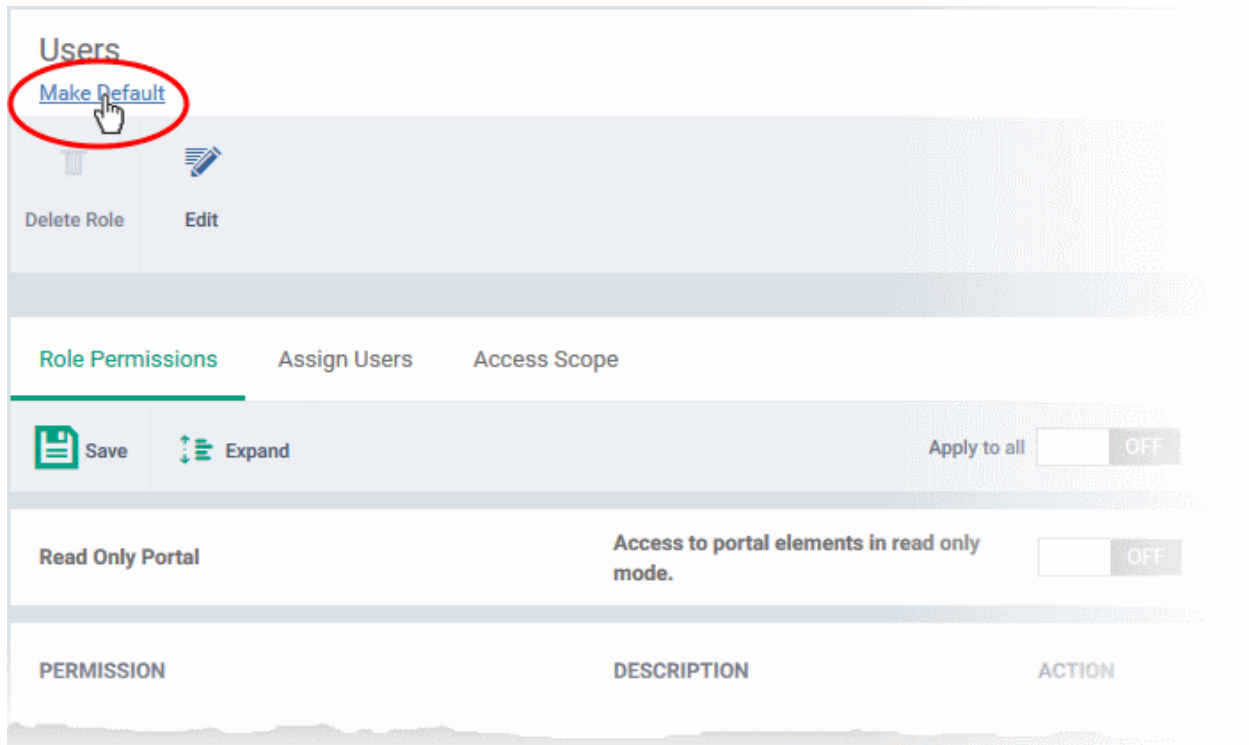 Users
Make Default
Delete Role Edit
Role Permissions Assign Users Access Scope
Save Expand Apply to all OFF
Read Only Portal Access to portal elements in read only
mode. OFF
PERMISSION DESCRIPTION ACTION